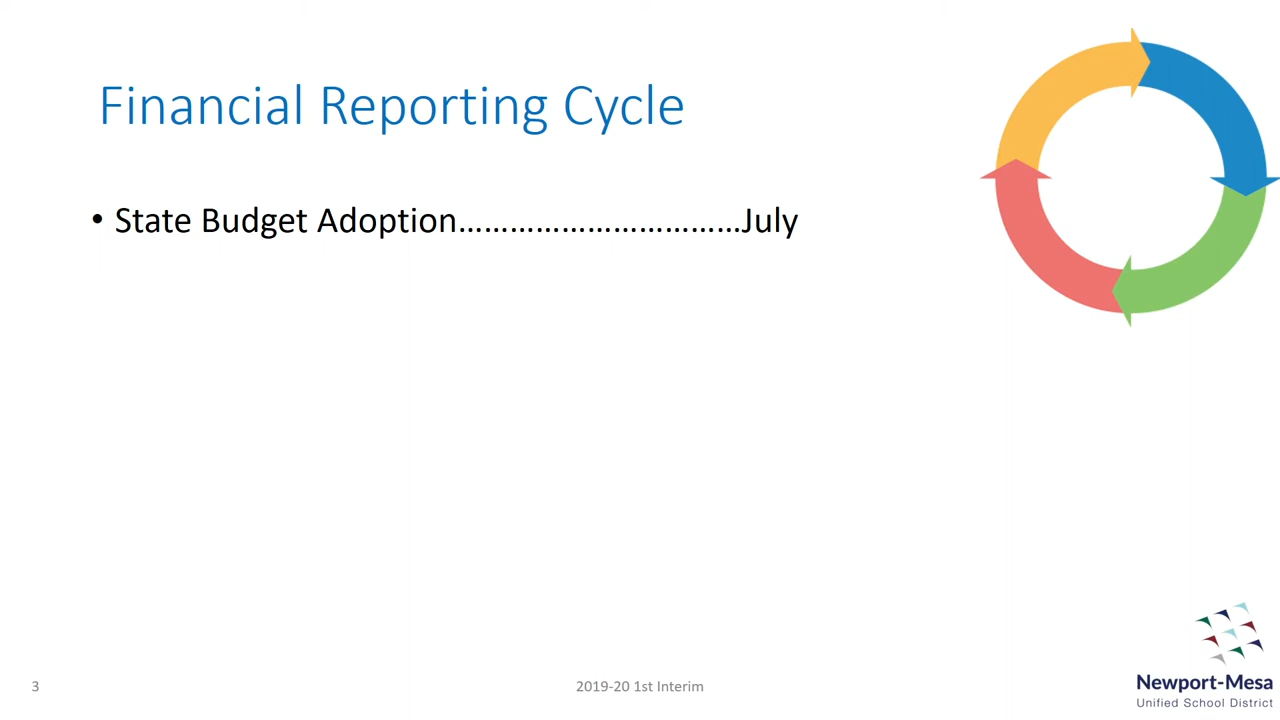 Financial Reporting Cycle
• State Budget Adoption……………………………July
3
2019-20 1st Interim
Newport-Mesa
Unified School District